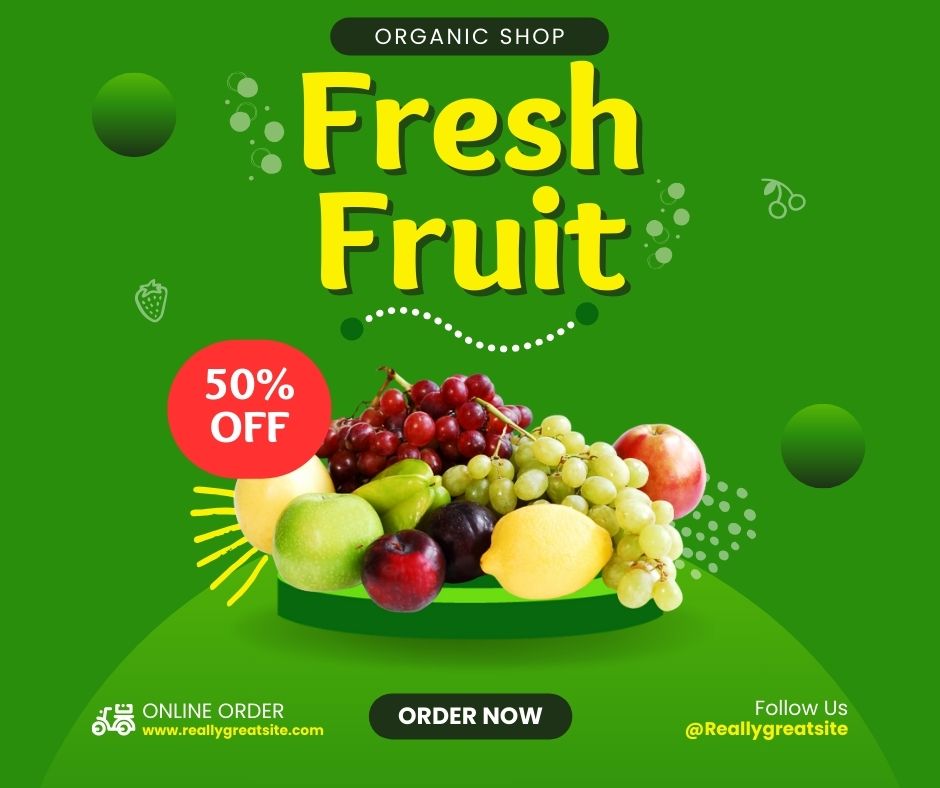 ORGANIC SHOP
Fresh
Fruit
50%
OFF
ONLINE ORDER
www.reallygreatsite.com
ORDER NOW
Follow Us
@Reallygreatsite